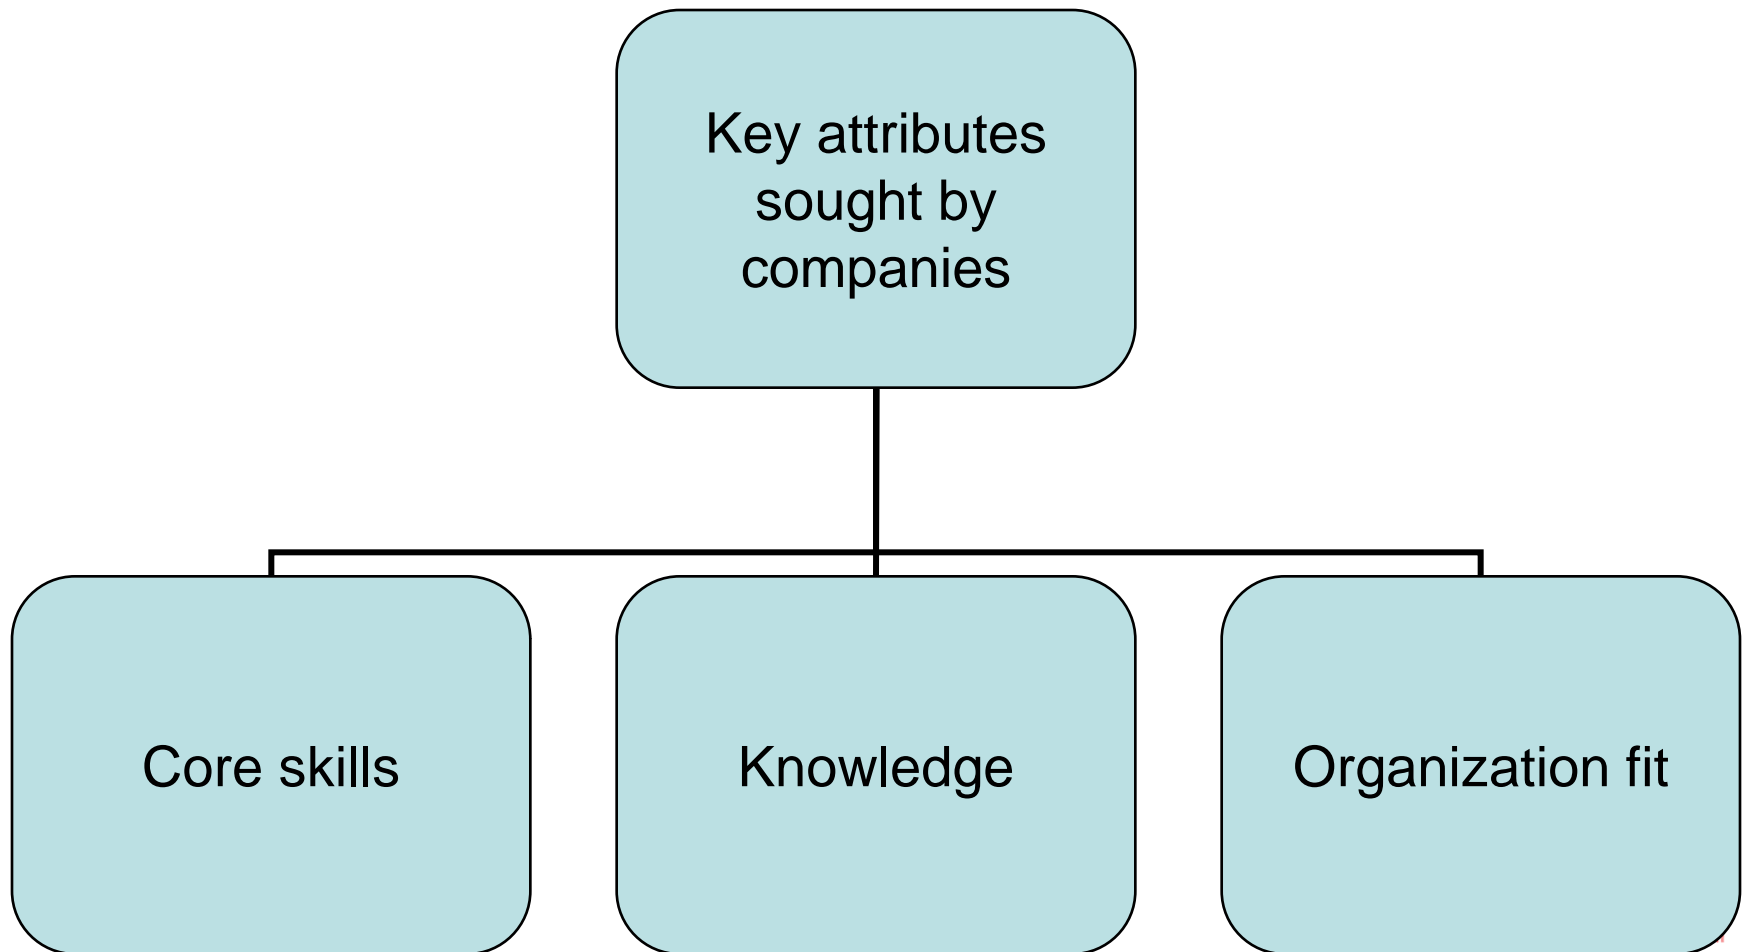 Key attributes
sought by
companies
Core skills
Knowledge
Organization fit